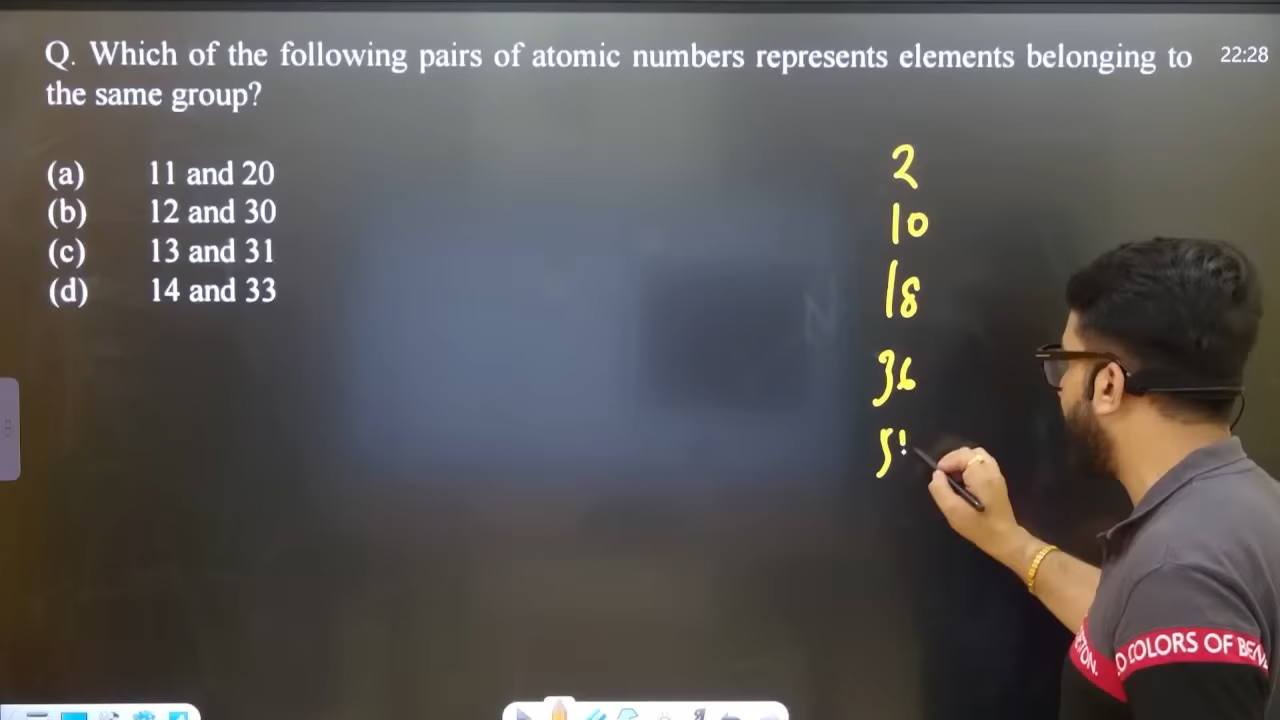 Q. Which of the following pairs of atomic numbers represents elements belonging to
the same group?
22:28
(a) 11 and 20
(b) 12 and 30
(c) 13 and 31
(d) 14 and 33
2
10
18
36
COLORS OF BEN